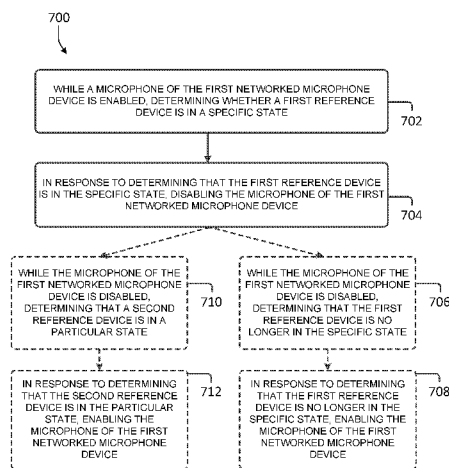 700
WHILE A MICROPHONE OF THE FIRST NETWORKED MICROPHONE
DEVICE IS ENABLED, DETERMINING WHETHER A FIRST REFERENCE
DEVICE IS IN A SPECIFIC STATE
702
IN RESPONSE TO DETERMINING THAT THE FIRST REFERENCE DEVICE
IS IN THE SPECIFIC STATE, DISABLING THE MICROPHONE OF THE FIRST
NETWORKED MICROPHONE DEVICE
704
WHILE THE MICROPHONE OF THE
FIRST NETWORKED MICROPHONE
DEVICE IS DISABLED,
DETERMINING THAT A SECOND
REFERENCE DEVICE IS IN A
PARTICULAR STATE
710
WHILE THE MICROPHONE OF THE
FIRST NETWORKED MICROPHONE
DEVICE IS DISABLED,
DETERMINING THAT THE FIRST
REFERENCE DEVICE IS NO
LONGER IN THE SPECIFIC STATE
706
IN RESPONSE TO DETERMINING
THAT THE SECOND REFERENCE
DEVICE IS IN THE PARTICULAR
STATE, ENABLING THE
MICROPHONE OF THE FIRST
NETWORKED MICROPHONE
DEVICE
712
IN RESPONSE TO DETERMINING
THAT THE FIRST REFERENCE
DEVICE IS NO LONGER IN THE
SPECIFIC STATE, ENABLING THE
MICROPHONE OF THE FIRST
NETWORKED MICROPHONE
DEVICE
708